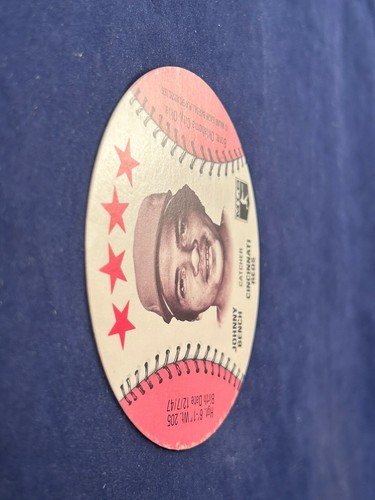 JOHNNY
BENCH
CATCHER
CINCINNATI
REDS
Hgt. 6'-1" Wt. 205
Birth Date 12/7/47
Born: Oklahoma City, Okla.